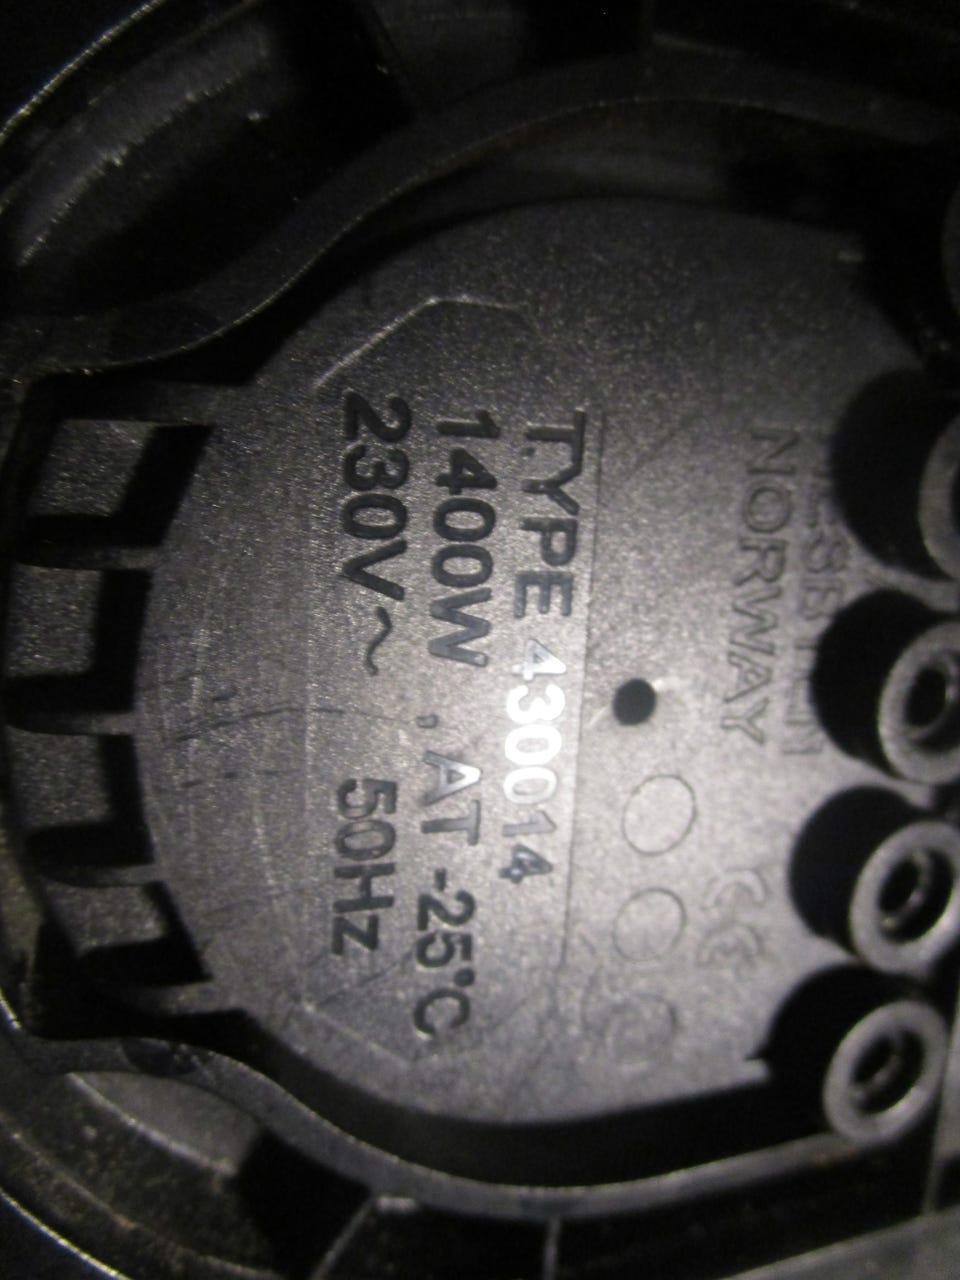 NORWAY
TYPE 430014
1400W, AT -25°C
230V~ 50Hz